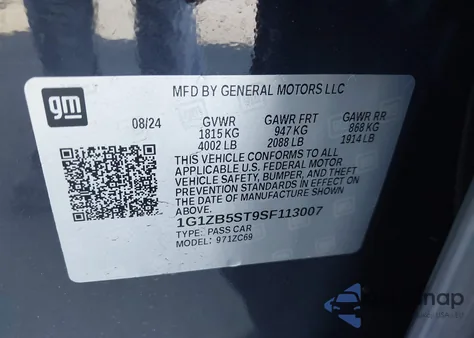 gm
MFD BY GENERAL MOTORS LLC
08/24 GVWR GAWR FRT GAWR RR
1815 KG 947 KG 868 KG
4002 LB 2088 LB 1914 LB
THIS VEHICLE CONFORMS TO ALL
APPLICABLE U.S. FEDERAL MOTOR
VEHICLE SAFETY, BUMPER, AND THEFT
PREVENTION STANDARDS IN EFFECT
ON THE DATE OF MANUFACTURE SHOWN
ABOVE.
1G1ZB5ST9SF113007
TYPE: PASS CAR
MODEL: 971ZC69